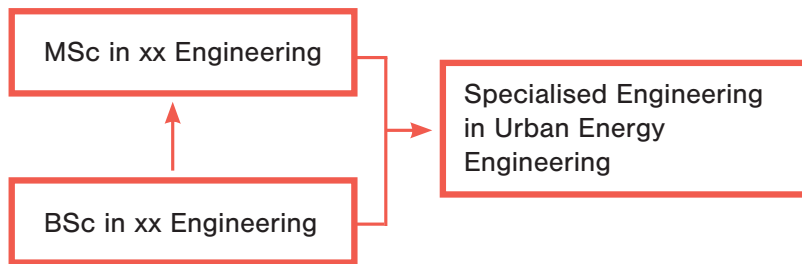 MSc in xx Engineering
Specialised Engineering
in Urban Energy
Engineering
BSc in xx Engineering